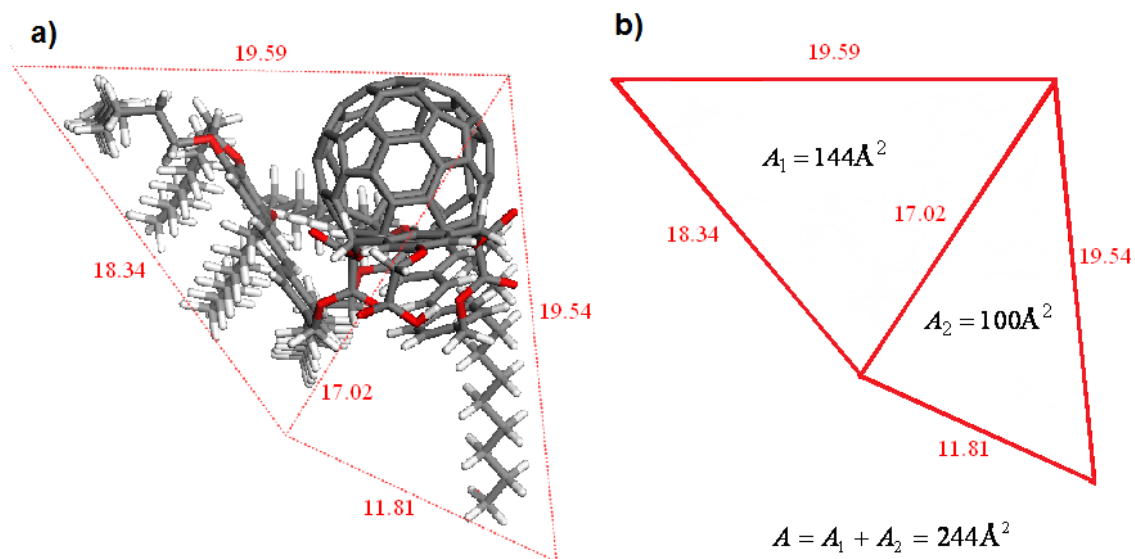 a)
19.59
18.34
17.02
19.54
11.81
b)
19.59
A₁ = 144Å²
17.02
18.34
19.54
A₂ = 100Å²
11.81
A = A₁ + A₂ = 244Å²